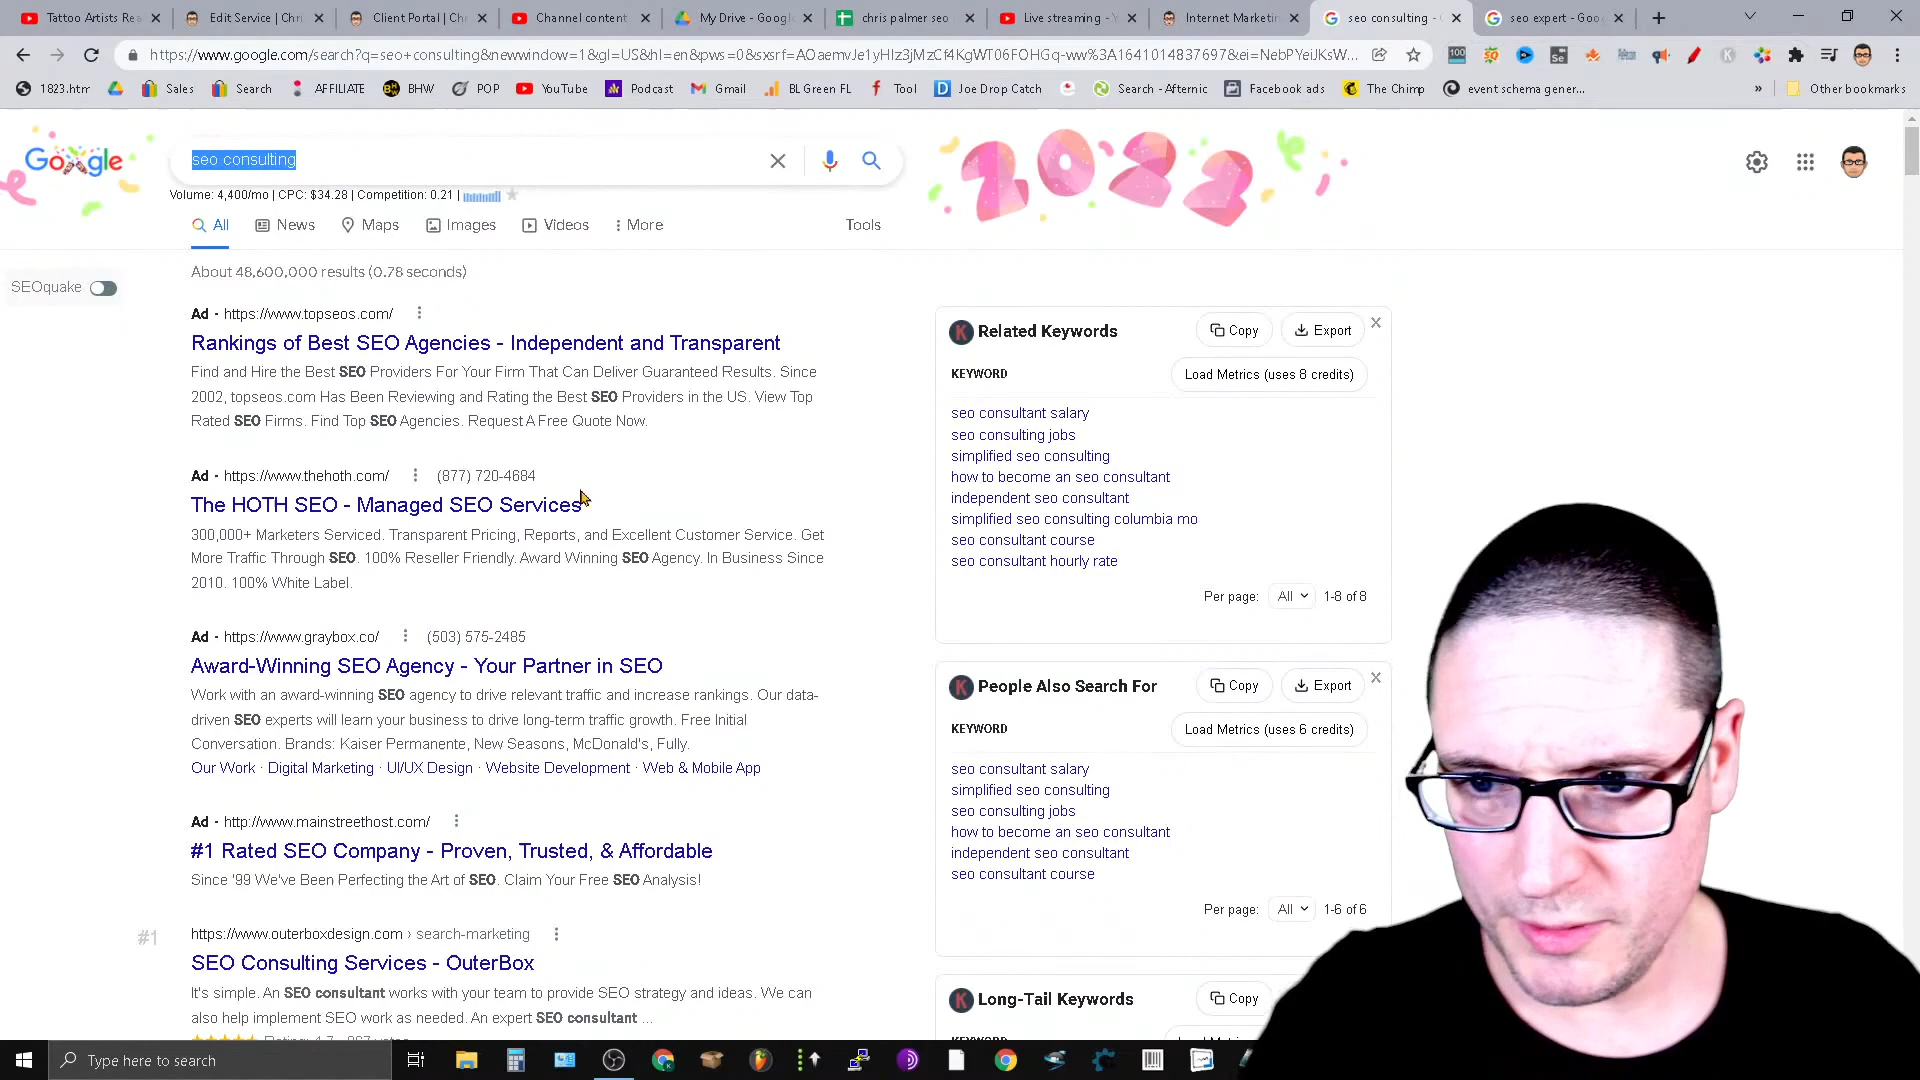 Tattoo Artists Re
Edit Service | Chri
Client Portal | Ch
Channel content
My Drive - Googl
chris palmer seo
Live streaming - Y
Internet Marketin
seo consulting - G
seo expert - Goo
https://www.google.com/search?q=seo+consulting&newwindow=1&gl=US&hl=en&pws=0&sxsrf=AOaemvJe1yHIz3jMzCf4KgWT06FOHGq-ww%3A1641014837697&ei=NebPYeiJKsW...
1823.htm
Sales
Search
AFFILIATE
BHW
POP
YouTube
Podcast
Gmail
BL Green FL
Tool
Joe Drop Catch
Search - Afternic
Facebook ads
The Chimp
event schema gener...
»
Other bookmarks
Google
seo consulting
2022
Volume: 4,400/mo | CPC: $34.28 | Competition: 0.21 |
All
News
Maps
Images
Videos
More
Tools
About 48,600,000 results (0.78 seconds)
SEOquake
Ad · https://www.topseos.com/
Rankings of Best SEO Agencies - Independent and Transparent
Find and Hire the Best SEO Providers For Your Firm That Can Deliver Guaranteed Results. Since
2002, topseos.com Has Been Reviewing and Rating the Best SEO Providers in the US. View Top
Rated SEO Firms. Find Top SEO Agencies. Request A Free Quote Now.
Ad · https://www.thehoth.com/ (877) 720-4684
The HOTH SEO - Managed SEO Services
300,000+ Marketers Serviced. Transparent Pricing, Reports, and Excellent Customer Service. Get
More Traffic Through SEO. 100% Reseller Friendly. Award Winning SEO Agency. In Business Since
2010. 100% White Label.
Ad · https://www.graybox.co/ (503) 575-2485
Award-Winning SEO Agency - Your Partner in SEO
Work with an award-winning SEO agency to drive relevant traffic and increase rankings. Our data-
driven SEO experts will learn your business to drive long-term traffic growth. Free Initial
Conversation. Brands: Kaiser Permanente, New Seasons, McDonald's, Fully.
Our Work · Digital Marketing · UI/UX Design · Website Development · Web & Mobile App
Ad · http://www.mainstreethost.com/
#1 Rated SEO Company - Proven, Trusted, & Affordable
Since '99 We've Been Perfecting the Art of SEO. Claim Your Free SEO Analysis!
#1
https://www.outerboxdesign.com › search-marketing
SEO Consulting Services - OuterBox
It's simple. An SEO consultant works with your team to provide SEO strategy and ideas. We can
also help implement SEO work as needed. An expert SEO consultant ...
Related Keywords
Copy
Export
KEYWORD
Load Metrics (uses 8 credits)
seo consultant salary
seo consulting jobs
simplified seo consulting
how to become an seo consultant
independent seo consultant
simplified seo consulting columbia mo
seo consultant course
seo consultant hourly rate
Per page: All 1-8 of 8
People Also Search For
Copy
Export
KEYWORD
Load Metrics (uses 6 credits)
seo consultant salary
simplified seo consulting
seo consulting jobs
how to become an seo consultant
independent seo consultant
seo consultant course
Per page: All 1-6 of 6
Long-Tail Keywords
Copy
Type here to search